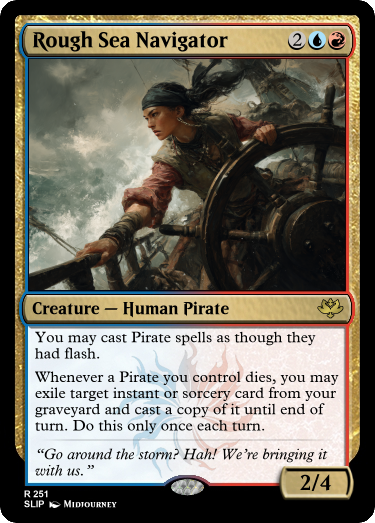 Rough Sea Navigator 2
Creature — Human Pirate
You may cast Pirate spells as though they
had flash.
Whenever a Pirate you control dies, you may
exile target instant or sorcery card from your
graveyard and cast a copy of it until end of
turn. Do this only once each turn.
“Go around the storm? Hah! We’re bringing it
with us.”
2/4
R 251
SLIP Midjourney